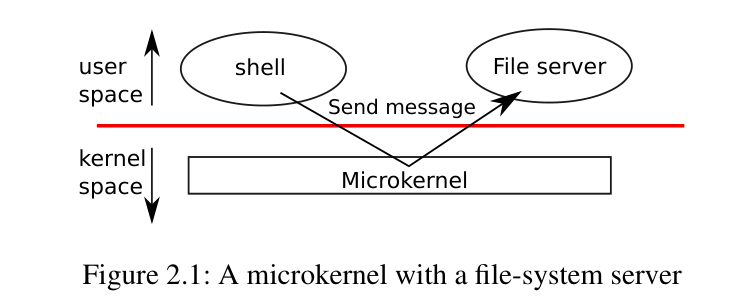 user
space
shell
File server
Send message
kernel
space
Microkernel
Figure 2.1: A microkernel with a file-system server